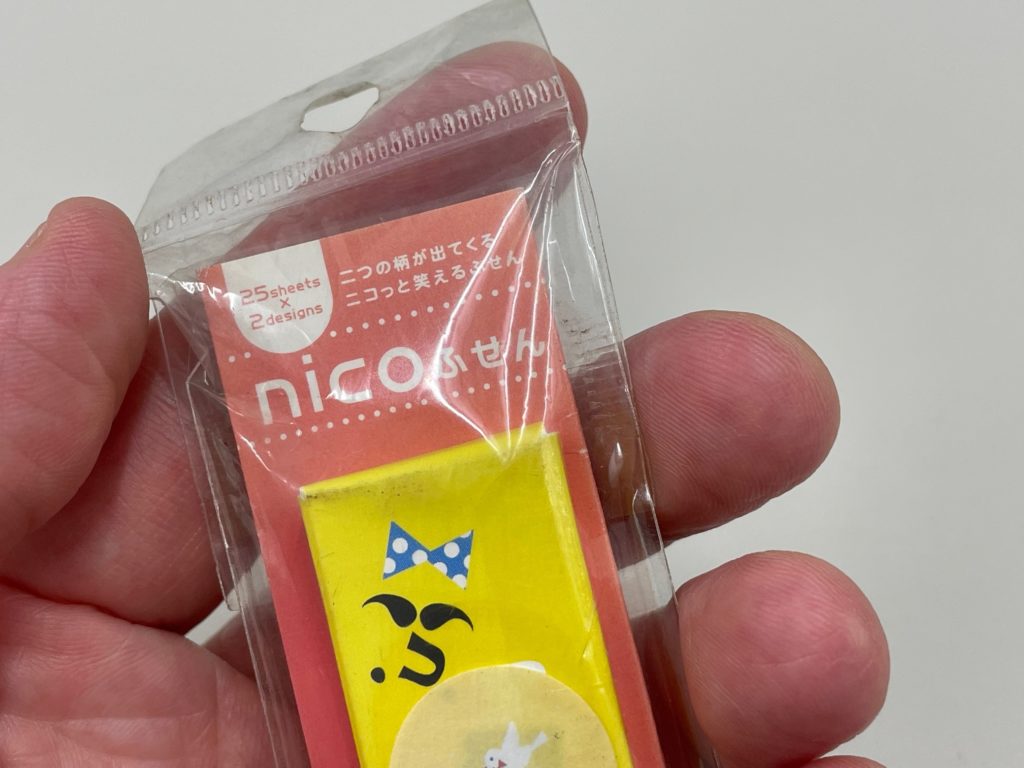 25sheets
×
2designs
二つの柄が出てくる
ニコっと笑えるふせん
nicoふせん